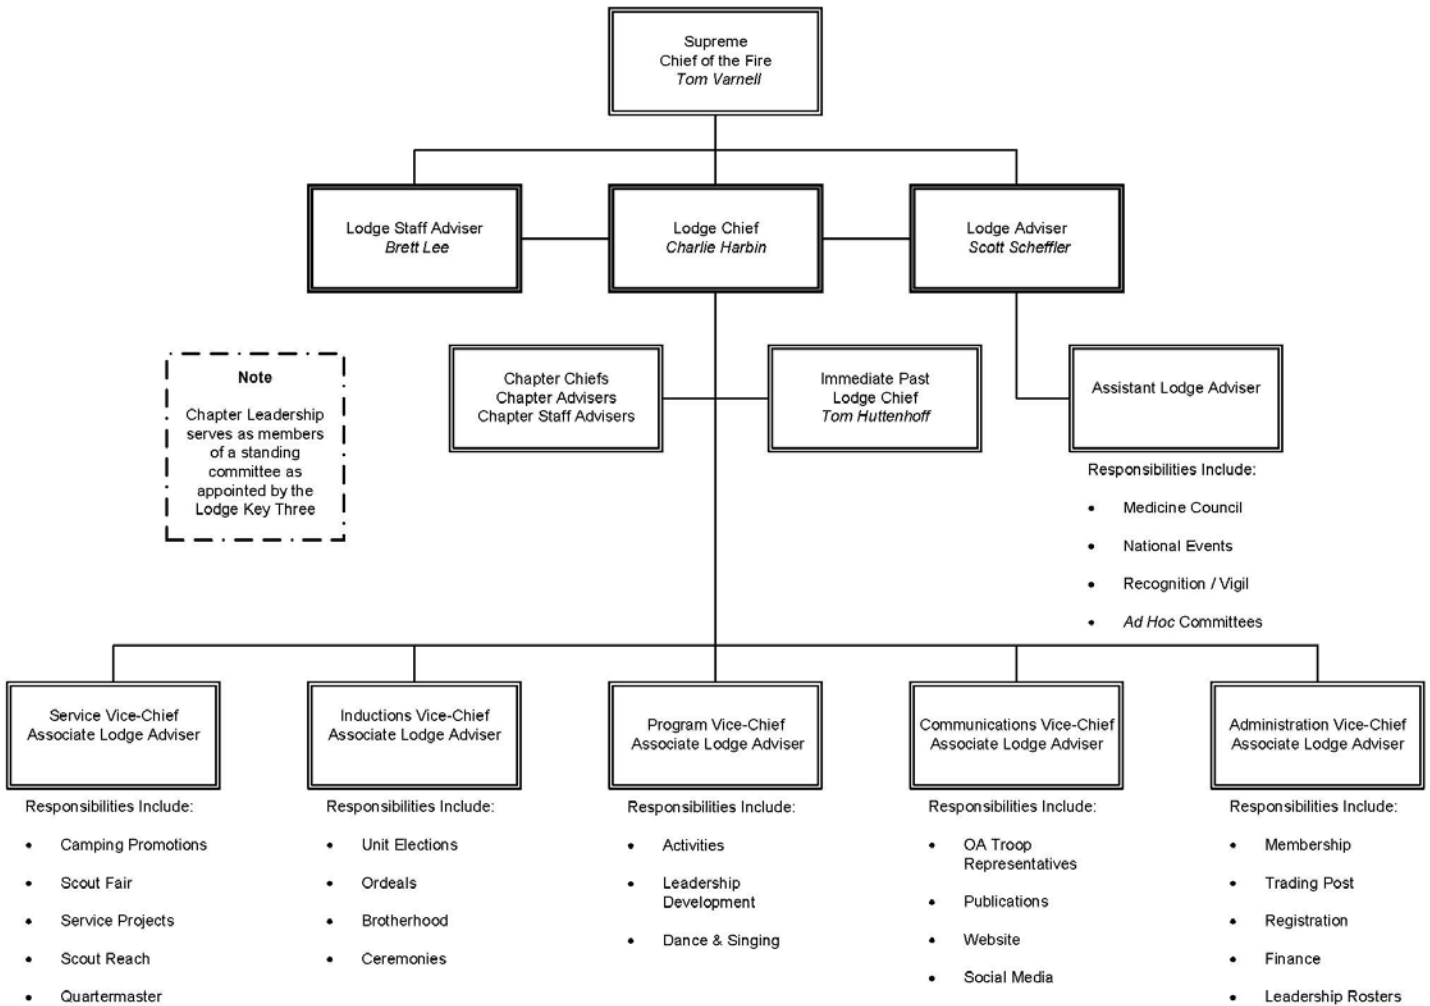 Supreme
Chief of the Fire
Tom Varnell
Lodge Staff Adviser
Brett Lee
Lodge Chief
Charlie Harbin
Lodge Adviser
Scott Scheffler
Note
Chapter Leadership
serves as members
of a standing
committee as
appointed by the
Lodge Key Three
Chapter Chiefs
Chapter Advisers
Chapter Staff Advisers
Immediate Past
Lodge Chief
Tom Huttenhoff
Assistant Lodge Adviser
Responsibilities Include:
• Medicine Council
• National Events
• Recognition / Vigil
• Ad Hoc Committees
Service Vice-Chief
Associate Lodge Adviser
Responsibilities Include:
• Camping Promotions
• Scout Fair
• Service Projects
• Scout Reach
• Quartermaster
Inductions Vice-Chief
Associate Lodge Adviser
Responsibilities Include:
• Unit Elections
• Ordeals
• Brotherhood
• Ceremonies
Program Vice-Chief
Associate Lodge Adviser
Responsibilities Include:
• Activities
• Leadership
Development
• Dance & Singing
Communications Vice-Chief
Associate Lodge Adviser
Responsibilities Include:
• OA Troop
Representatives
• Publications
• Website
• Social Media
Administration Vice-Chief
Associate Lodge Adviser
Responsibilities Include:
• Membership
• Trading Post
• Registration
• Finance
• Leadership Rosters